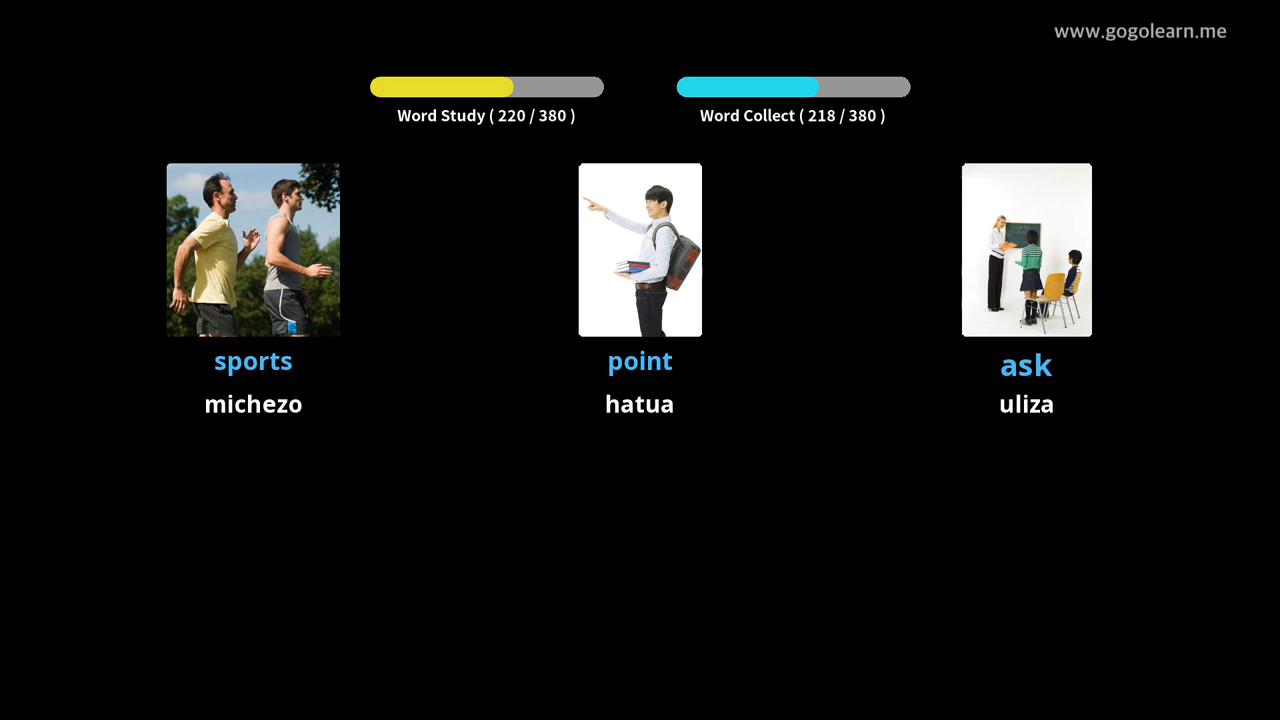 www.gogolearn.me
Word Study ( 220 / 380 )
Word Collect ( 218 / 380 )
sports
point
ask
michezo
hatua
uliza